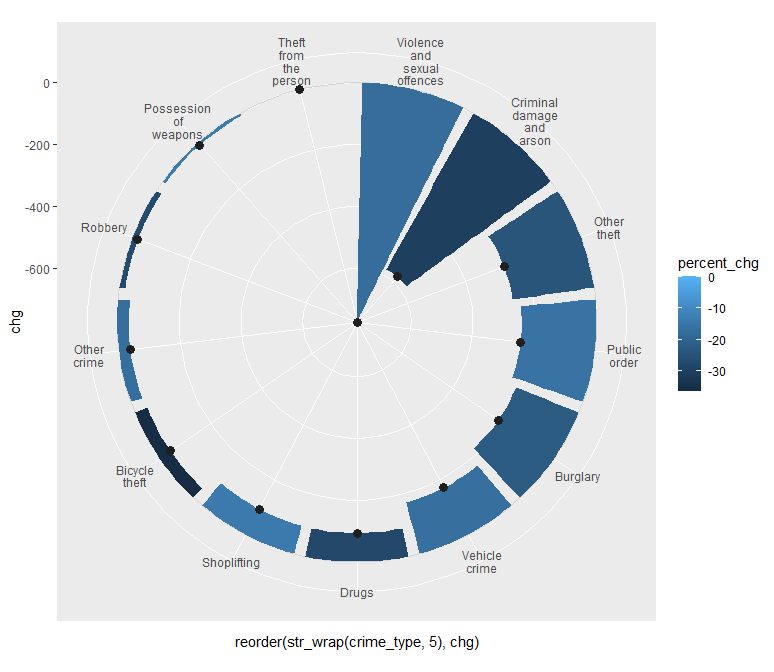 Theft
from
the
person
Violence
and
sexual
offences
Possession
of
weapons
Criminal
damage
and
arson
Robbery
Other
theft
Other
crime
Public
order
Bicycle
theft
Burglary
Shoplifting
Vehicle
crime
Drugs
0
-200
-400
-600
chg
reorder(str_wrap(crime_type, 5), chg)
percent_chg
0
-10
-20
-30